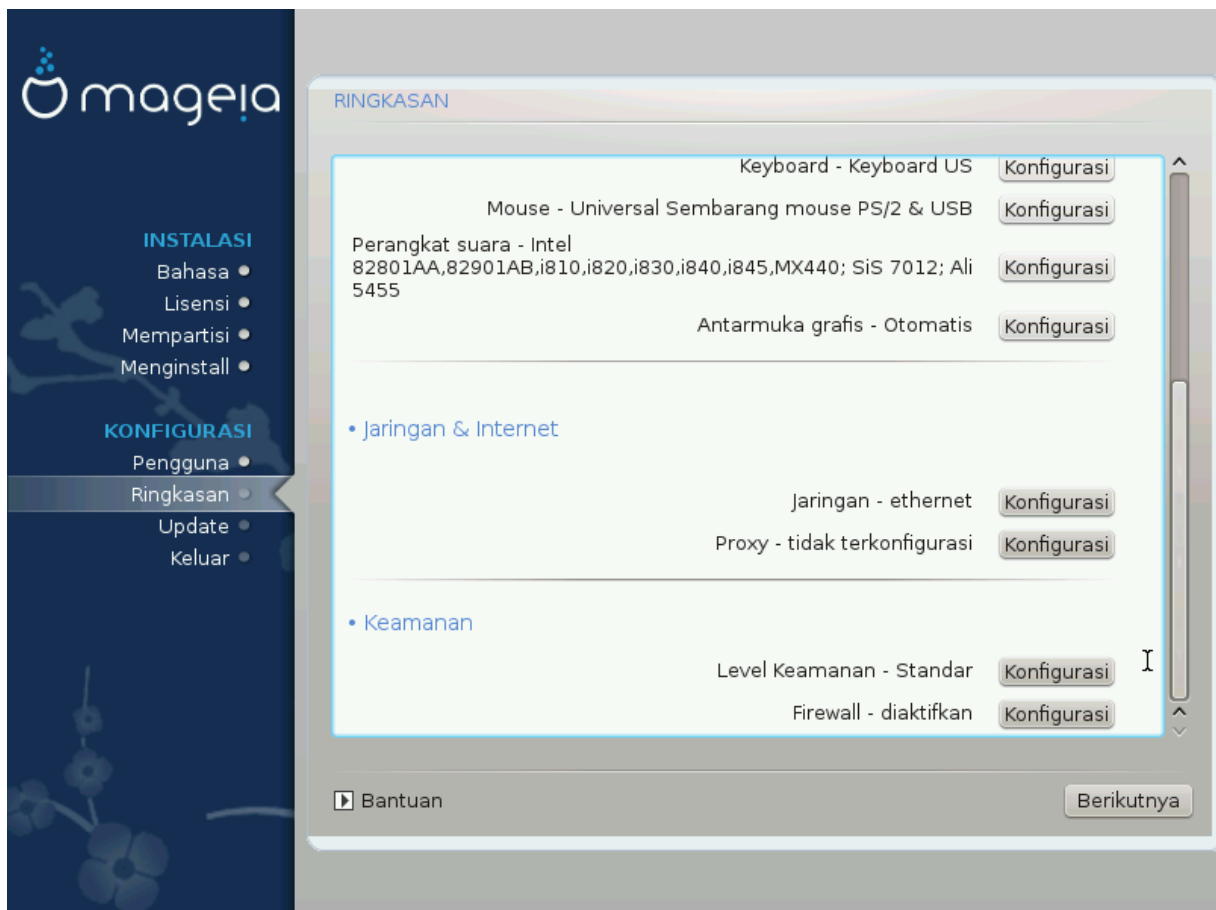 mageia
INSTALASI
Bahasa
Lisensi
Mempartisi
Menginstall
KONFIGURASI
Pengguna
Ringkasan
Update
Keluar
RINGKASAN
Keyboard - Keyboard US Konfigurasi
Mouse - Universal Sembarang mouse PS/2 & USB Konfigurasi
Perangkat suara - Intel
82801AA,82901AB,i810,i820,i830,i840,i845,MX440; SiS 7012; Ali Konfigurasi
5455
Antarmuka grafis - Otomatis Konfigurasi
• Jaringan & Internet
Jaringan - ethernet Konfigurasi
Proxy - tidak terkonfigurasi Konfigurasi
• Keamanan
Level Keamanan - Standar Konfigurasi
Firewall - diaktifkan Konfigurasi
Bantuan
Berikutnya